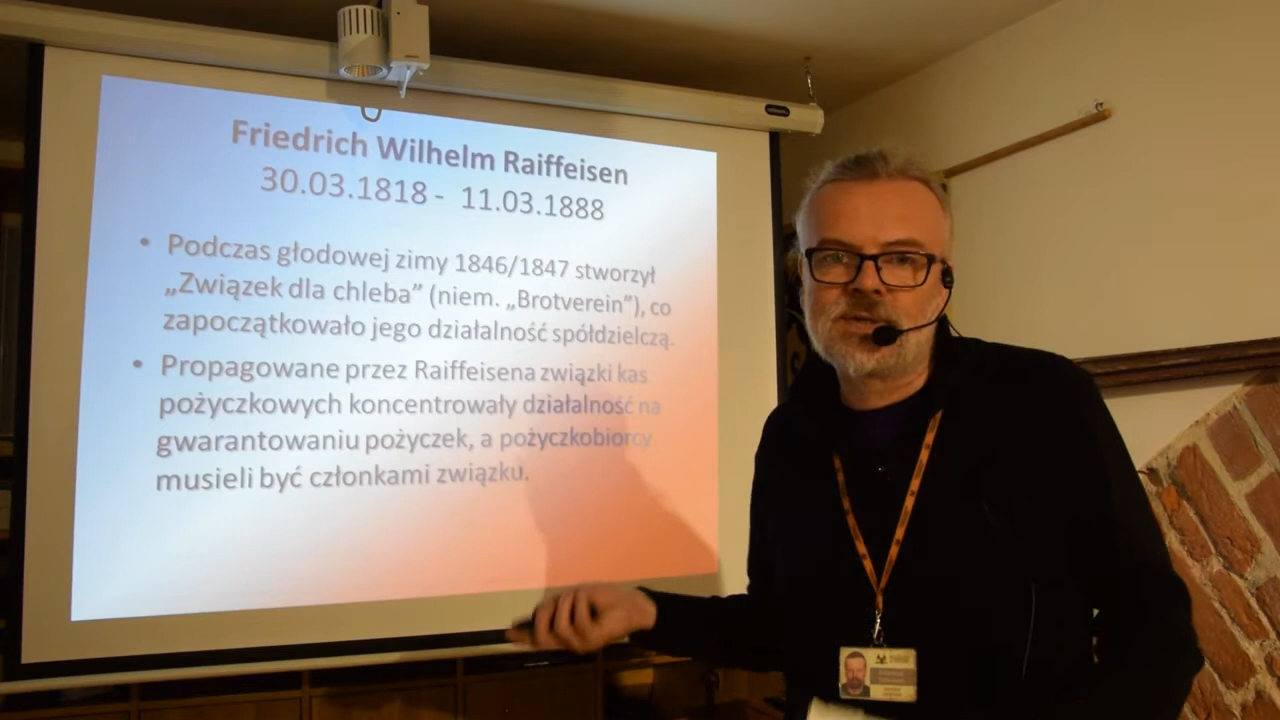 Friedrich Wilhelm Raiffeisen
30.03.1818 - 11.03.1888
• Podczas głodowej zimy 1846/1847 stworzył
„Związek dla chleba” (niem. „Brotverein”), co
zapoczątkowało jego działalność spółdzielczą.
• Propagowane przez Raiffeisena związki kas
pożyczkowych koncentrowały działalność na
gwarantowaniu pożyczek, a pożyczkobiorcy
musieli być członkami związku.